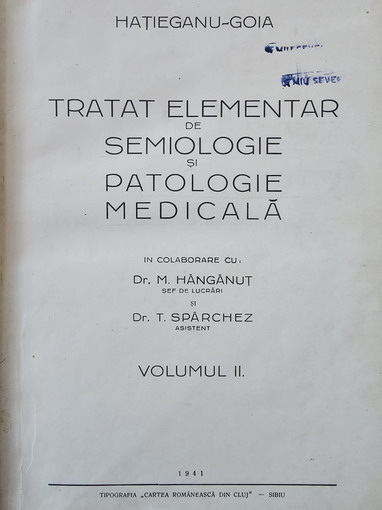 HAȚIEGANU-GOIA
TRATAT ELEMENTAR
DE
SEMIOLOGIE
ȘI
PATOLOGIE
MEDICALĂ
IN COLABORARE CU:
Dr. M. HÂNGĂNUȚ
ȘEF DE LUCRĂRI
ȘI
Dr. T. SPÂRCHEZ
ASISTENT
VOLUMUL II.
1941
TIPOGRAFIA „CARTEA ROMÂNEASCĂ DIN CLUJ” — SIBIU